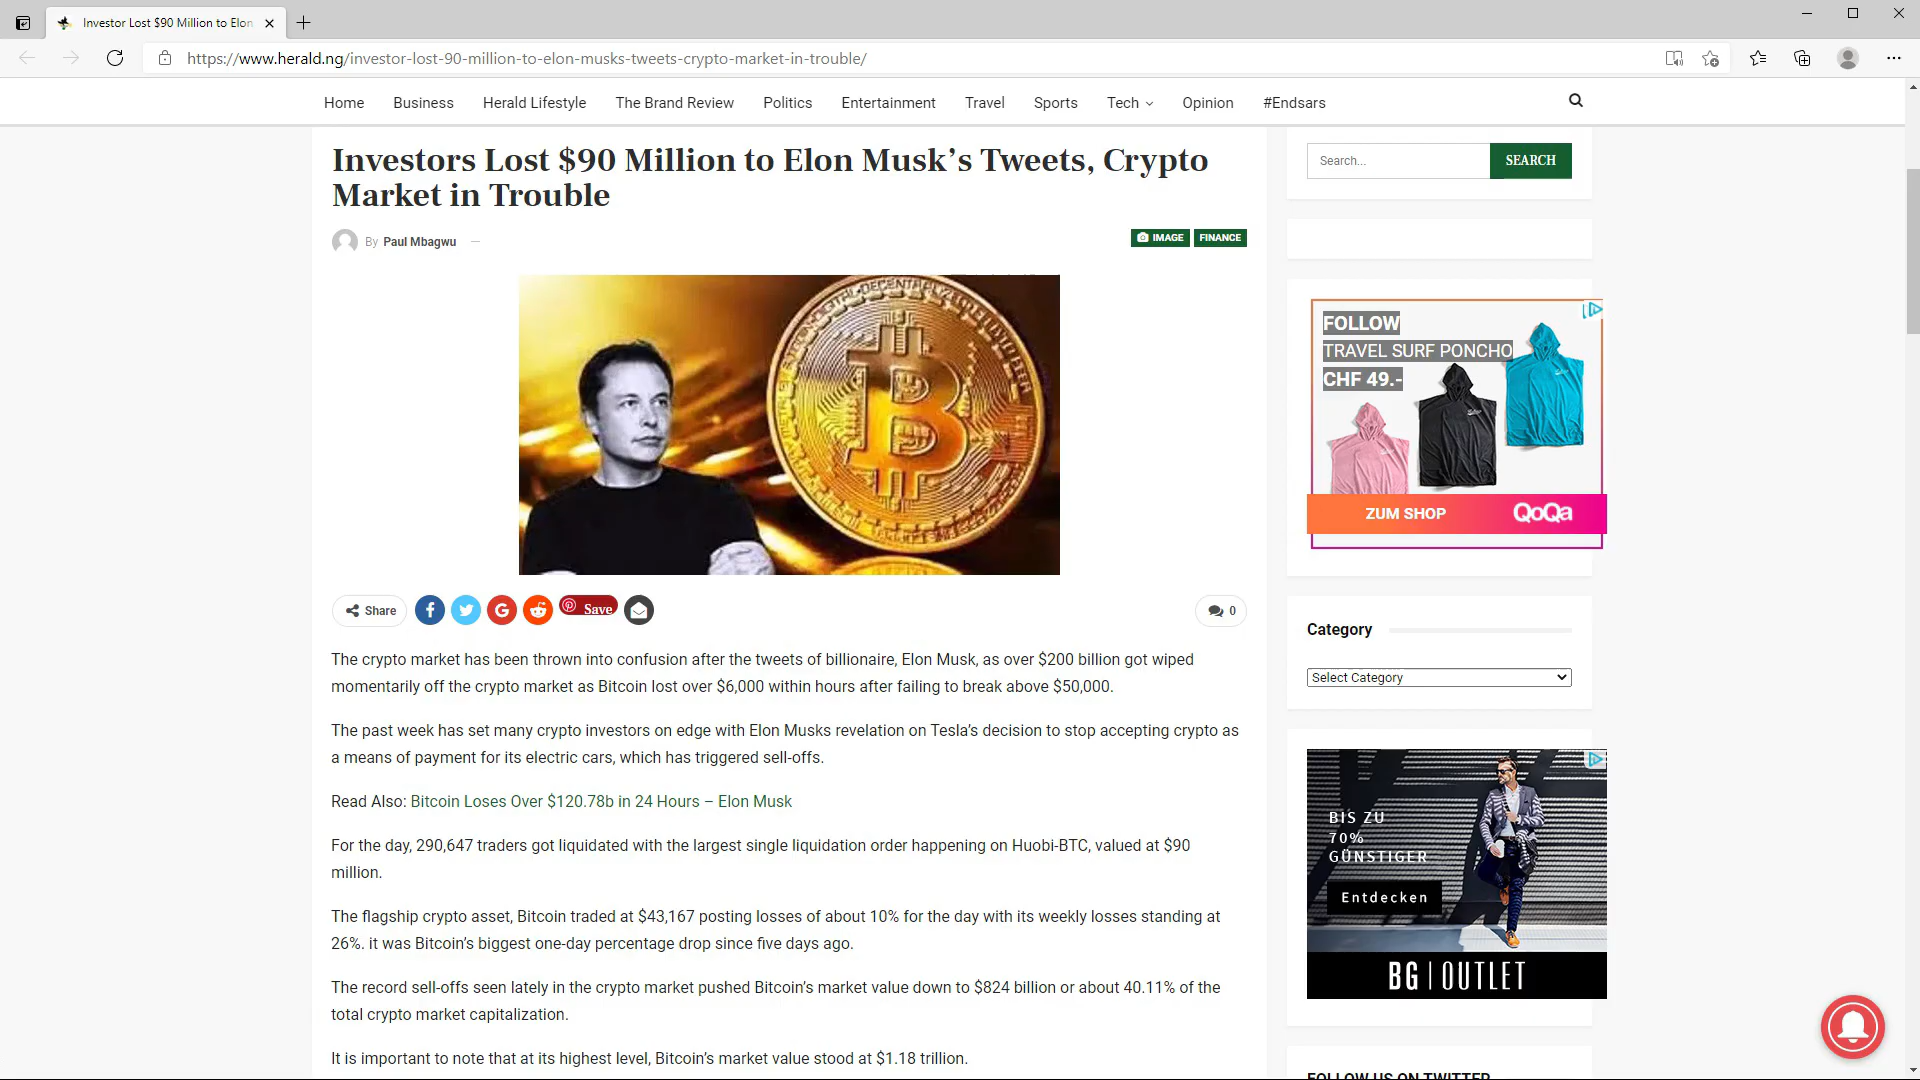 Investor Lost $90 Million to Elon
https://www.herald.ng/investor-lost-90-million-to-elon-musks-tweets-crypto-market-in-trouble/
Home Business Herald Lifestyle The Brand Review Politics Entertainment Travel Sports Tech Opinion #Endsars
Investors Lost $90 Million to Elon Musk’s Tweets, Crypto
Market in Trouble
By Paul Mbagwu —
IMAGE FINANCE
Share
Save
0
The crypto market has been thrown into confusion after the tweets of billionaire, Elon Musk, as over $200 billion got wiped
momentarily off the crypto market as Bitcoin lost over $6,000 within hours after failing to break above $50,000.
The past week has set many crypto investors on edge with Elon Musks revelation on Tesla’s decision to stop accepting crypto as
a means of payment for its electric cars, which has triggered sell-offs.
Read Also: Bitcoin Loses Over $120.78b in 24 Hours – Elon Musk
For the day, 290,647 traders got liquidated with the largest single liquidation order happening on Huobi-BTC, valued at $90
million.
The flagship crypto asset, Bitcoin traded at $43,167 posting losses of about 10% for the day with its weekly losses standing at
26%. it was Bitcoin’s biggest one-day percentage drop since five days ago.
The record sell-offs seen lately in the crypto market pushed Bitcoin’s market value down to $824 billion or about 40.11% of the
total crypto market capitalization.
It is important to note that at its highest level, Bitcoin’s market value stood at $1.18 trillion.
Search...
SEARCH
FOLLOW
TRAVEL SURF PONCHO
CHF 49.-
ZUM SHOP QoQa
Category
Select Category
BIS ZU
70%
GÜNSTIGER
Entdecken
BG | OUTLET
FOLLOW US ON TWITTER